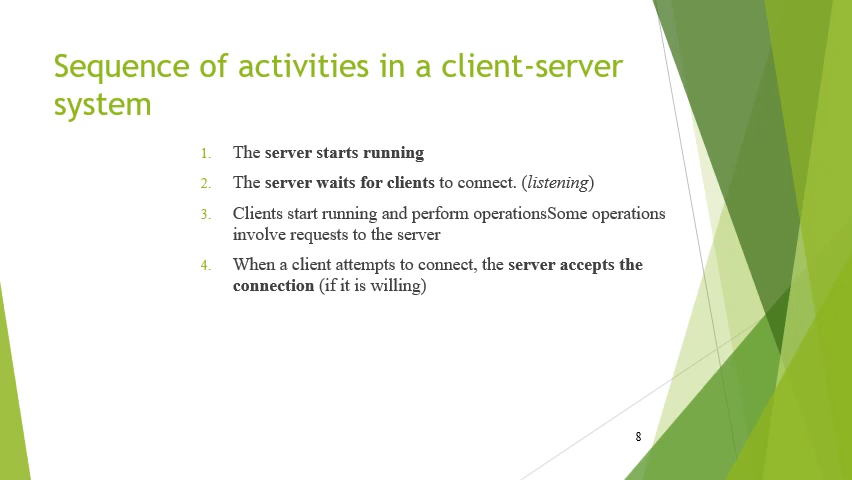 Sequence of activities in a client-server
system
1. The server starts running
2. The server waits for clients to connect. (listening)
3. Clients start running and perform operationsSome operations
involve requests to the server
4. When a client attempts to connect, the server accepts the
connection (if it is willing)
8